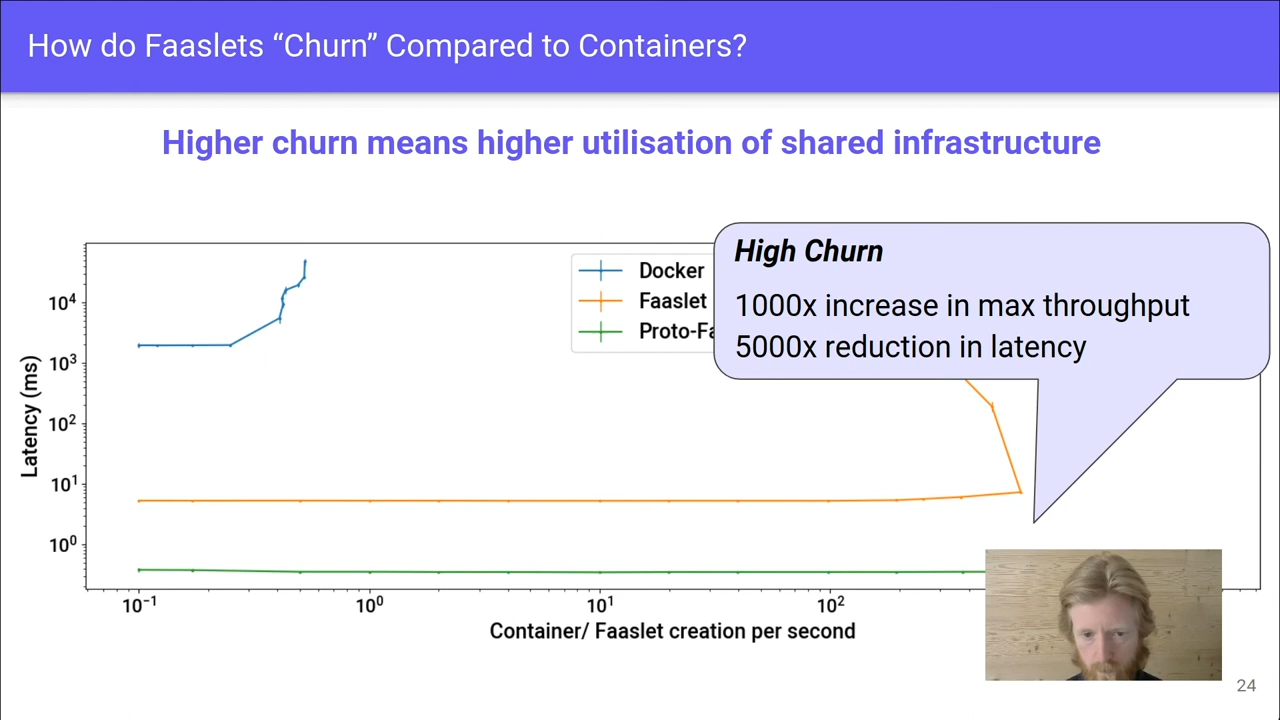 How do Faaslets “Churn” Compared to Containers?
Higher churn means higher utilisation of shared infrastructure
High Churn
1000x increase in max throughput
5000x reduction in latency
Docker
Faaslet
Proto-Fa
Latency (ms)
10⁴
10³
10²
10¹
10⁰
10⁻¹
10⁰
10¹
10²
Container/ Faaslet creation per second
24